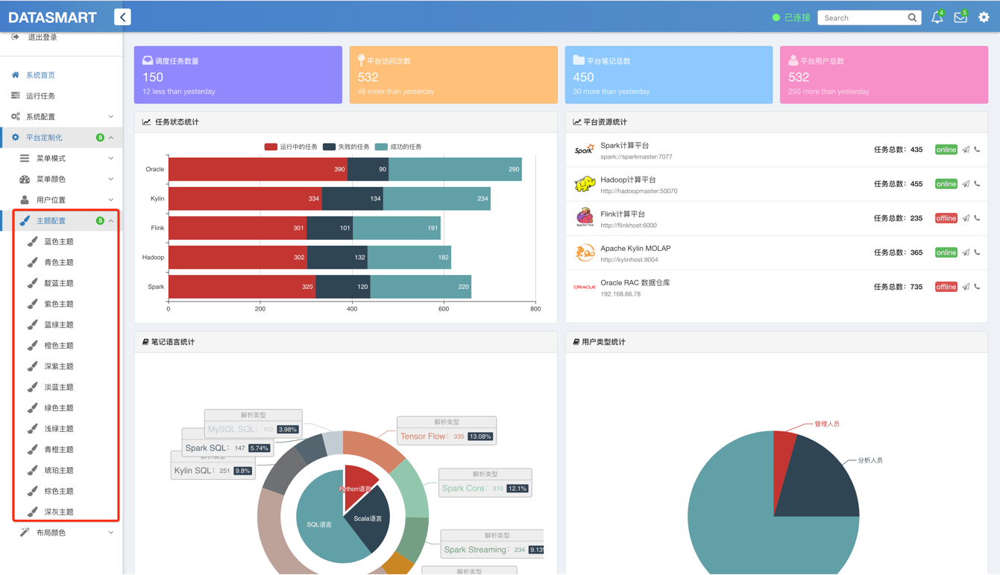 DATASMART
已连接
Search
4
5
退出登录
系统首页
运行任务
系统配置
平台定制化
8
菜单模式
菜单颜色
用户位置
主题配置
5
蓝色主题
青色主题
靛蓝主题
紫色主题
蓝绿主题
橙色主题
深紫主题
淡蓝主题
绿色主题
浅绿主题
青橙主题
琥珀主题
棕色主题
深灰主题
布局颜色
调度任务数量
150
12 less than yesterday
平台访问次数
532
46 more than yesterday
平台笔记总数
450
30 more than yesterday
平台用户总数
532
250 more than yesterday
任务状态统计
运行中的任务 失败的任务 成功的任务
Oracle 390 90 290
Kylin 334 134 234
Flink 301 101 191
Hadoop 302 132 182
Spark 320 120 220
0 200 400 600 800
平台资源统计
Spark
Spark计算平台
spark://sparkmaster:7077
任务总数：435 online
Hadoop计算平台
http://hadoopmaster:50070
任务总数：455 online
Apache Flink
Flink计算平台
http://flinkhost:6000
任务总数：235 offline
Apache Kylin MOLAP
http://kylinhost.9004
任务总数：365 online
ORACLE
Oracle RAC 数据仓库
192.168.66.78
任务总数：735 offline
笔记语言统计
解析类型
MySQL SQL： 102 3.98%
Spark SQL： 147 5.74%
解析类型
Kylin SQL： 251 9.8%
解析类型
Tensor Flow： 335 13.08%
解析类型
Spark Core： 310 12.1%
解析类型
Spark Streaming： 234 9.13
解析类型
Python语言
Scala语言
SQL语言
用户类型统计
管理人员
分析人员